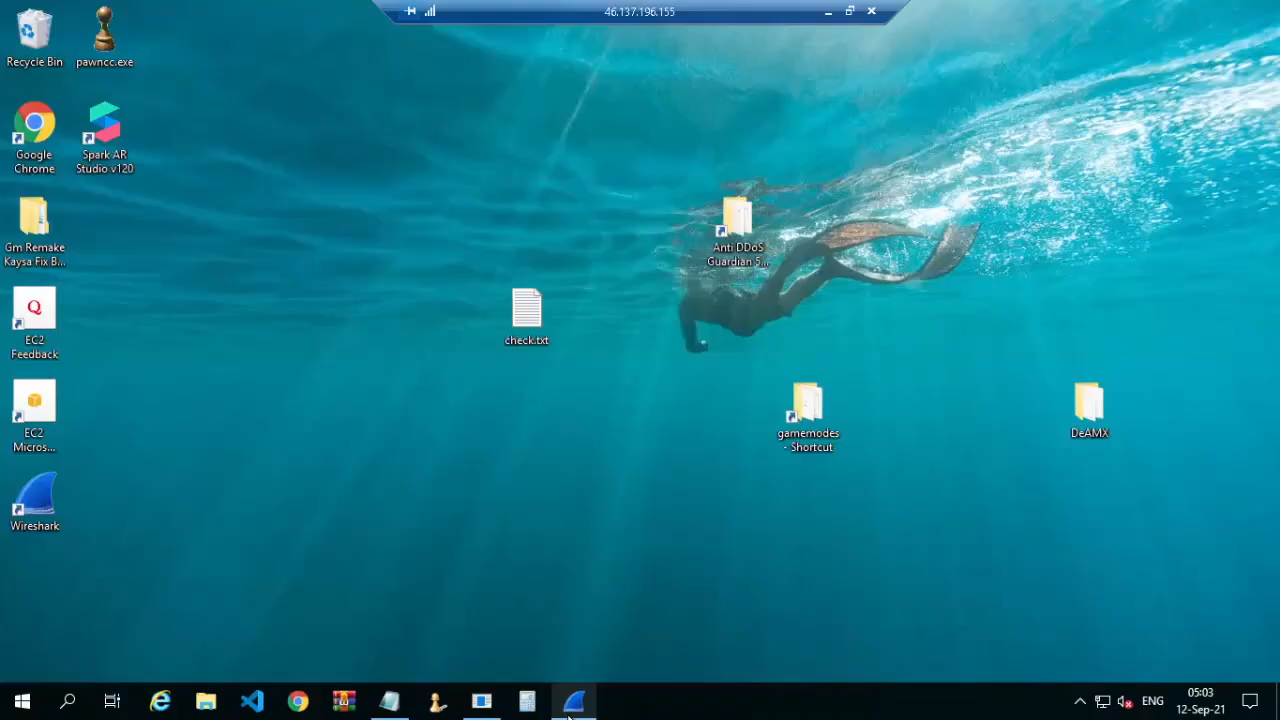 46.137.196.155
Recycle Bin
pawncc.exe
Google
Chrome
Spark AR
Studio v120
Gm Remake
Kaysa Fix B...
Anti DDoS
Guardian 5...
EC2
Feedback
check.txt
EC2
Micros...
gamemodes
- Shortcut
DeAMX
Wireshark
ENG
05:03
12-Sep-21